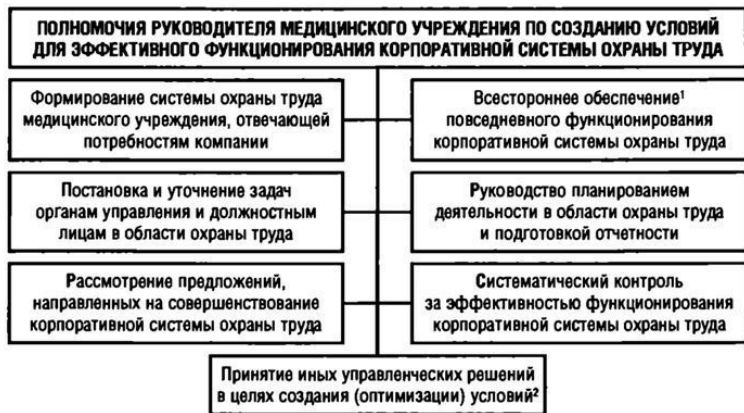 ПОЛНОМОЧИЯ РУКОВОДИТЕЛЯ МЕДИЦИНСКОГО УЧРЕЖДЕНИЯ ПО СОЗДАНИЮ УСЛОВИЙ
ДЛЯ ЭФФЕКТИВНОГО ФУНКЦИОНИРОВАНИЯ КОРПОРАТИВНОЙ СИСТЕМЫ ОХРАНЫ ТРУДА
Формирование системы охраны труда
медицинского учреждения, отвечающей
потребностям компании
Всестороннее обеспечение¹
повседневного функционирования
корпоративной системы охраны труда
Постановка и уточнение задач
органам управления и должностным
лицам в области охраны труда
Руководство планированием
деятельности в области охраны труда
и подготовкой отчетности
Рассмотрение предложений,
направленных на совершенствование
корпоративной системы охраны труда
Систематический контроль
за эффективностью функционирования
корпоративной системы охраны труда
Принятие иных управленческих решений
в целях создания (оптимизации) условий²